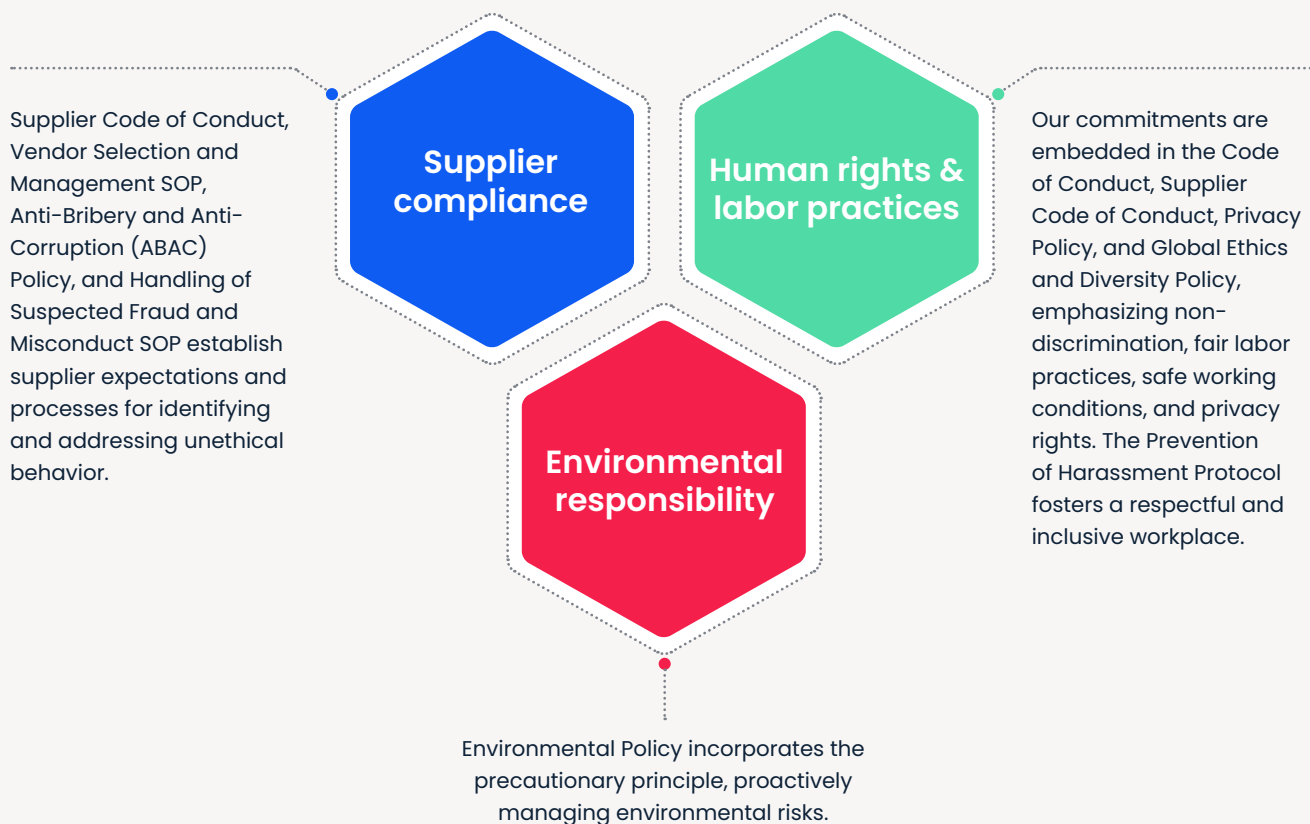 Supplier
compliance
Supplier Code of Conduct,
Vendor Selection and
Management SOP,
Anti-Bribery and Anti-
Corruption (ABAC)
Policy, and Handling of
Suspected Fraud and
Misconduct SOP establish
supplier expectations and
processes for identifying
and addressing unethical
behavior.
Human rights &
labor practices
Our commitments are
embedded in the Code
of Conduct, Supplier
Code of Conduct, Privacy
Policy, and Global Ethics
and Diversity Policy,
emphasizing non-
discrimination, fair labor
practices, safe working
conditions, and privacy
rights. The Prevention
of Harassment Protocol
fosters a respectful and
inclusive workplace.
Environmental
responsibility
Environmental Policy incorporates the
precautionary principle, proactively
managing environmental risks.